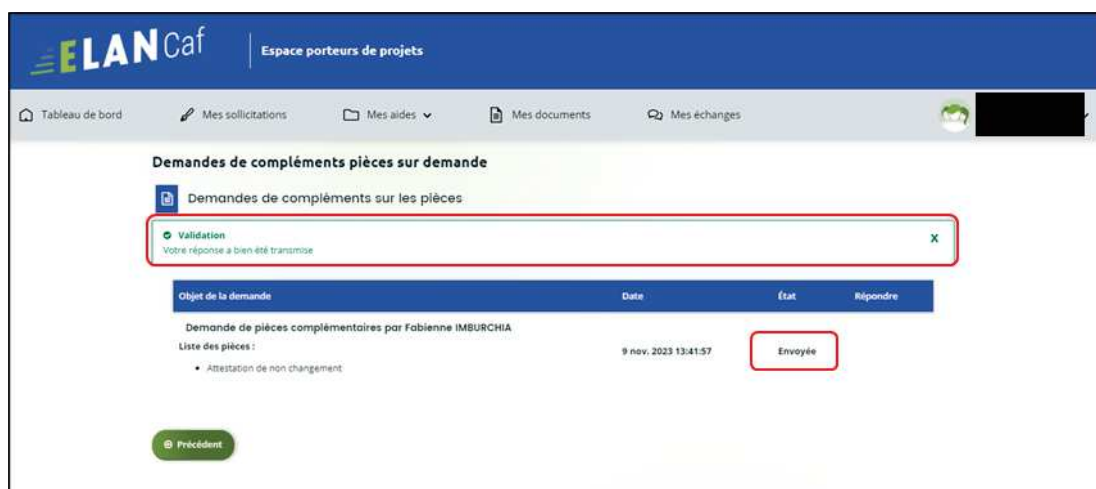 ELAN Caf
Espace porteurs de projets
Tableau de bord
Mes sollicitations
Mes aides
Mes documents
Mes échanges
Demandes de compléments pièces sur demande
Demandes de compléments sur les pièces
Validation
X
Votre réponse a bien été transmise
Objet de la demande
Date
État
Répondre
Demande de pièces complémentaires par Fabienne IMBURCHIA
Liste des pièces :
9 nov. 2023 13:41:57
Envoyée
Attestation de non changement
Précédent